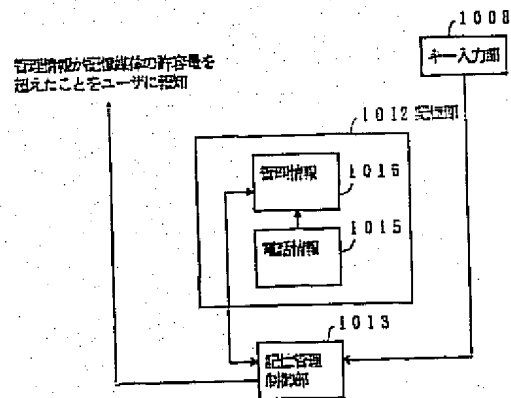 1008
キー入力部
管理情報が記憶媒体の許容量を
超えたことをユーザに報知
1012 記憶部
管理情報
1016
電話情報
1015
1013
記憶管理
制御部